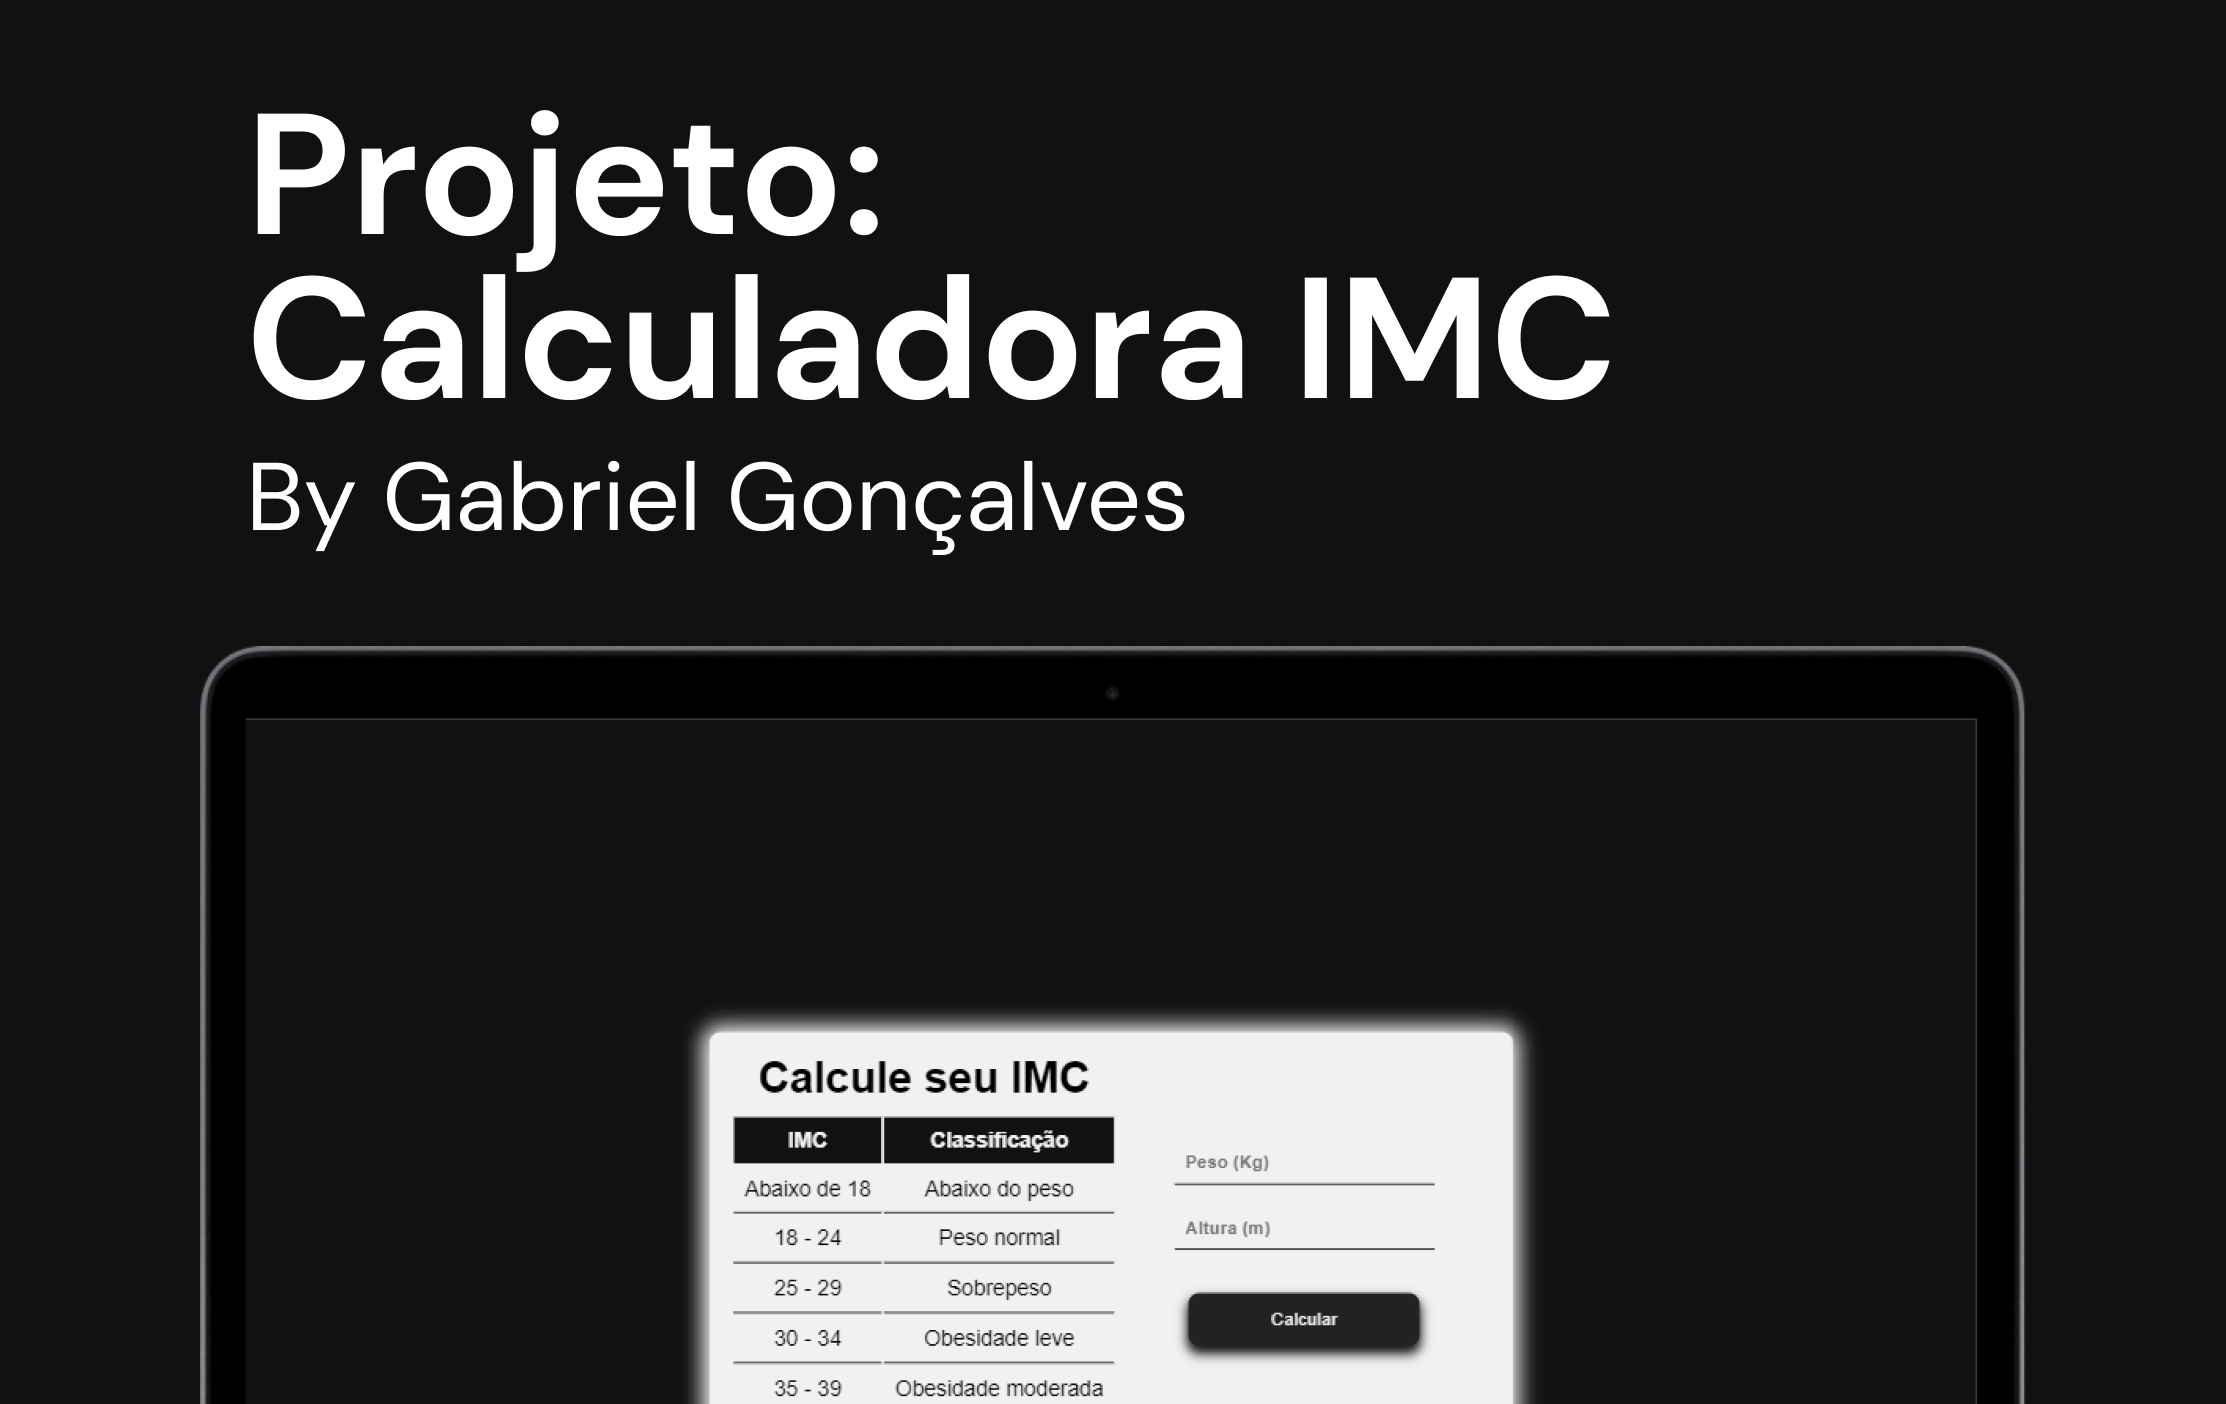 Projeto:
Calculadora IMC
By Gabriel Gonçalves
Calcule seu IMC
IMC Classificação
Abaixo de 18 Abaixo do peso
18 - 24 Peso normal
25 - 29 Sobrepeso
30 - 34 Obesidade leve
35 - 39 Obesidade moderada
Peso (Kg)
Altura (m)
Calcular